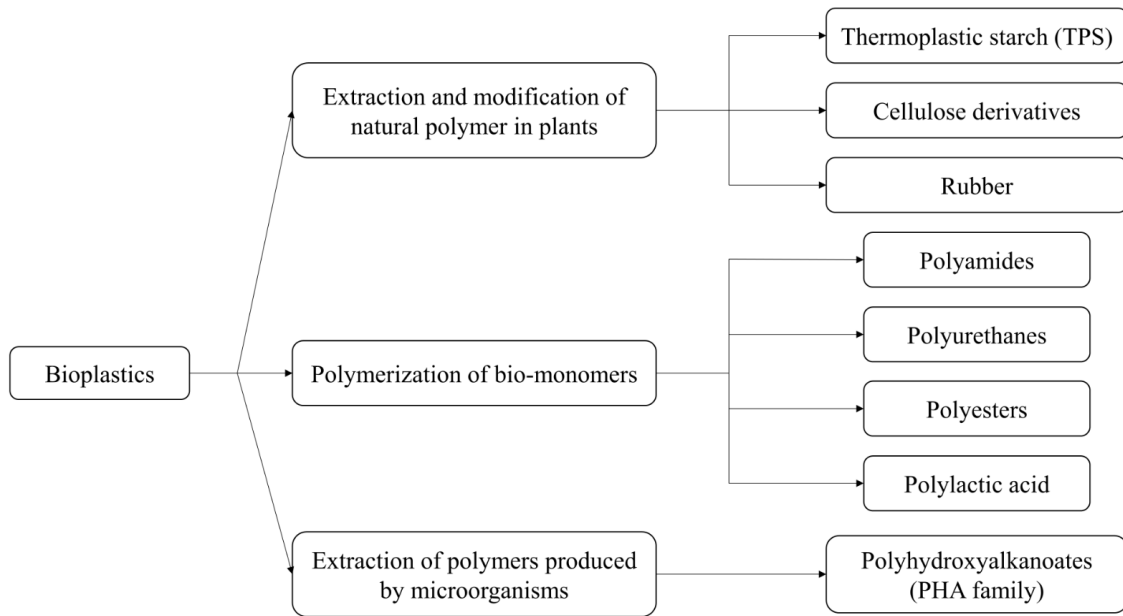 Bioplastics
Extraction and modification of
natural polymer in plants
Thermoplastic starch (TPS)
Cellulose derivatives
Rubber
Polymerization of bio-monomers
Polyamides
Polyurethanes
Polyesters
Polylactic acid
Extraction of polymers produced
by microorganisms
Polyhydroxyalkanoates
(PHA family)